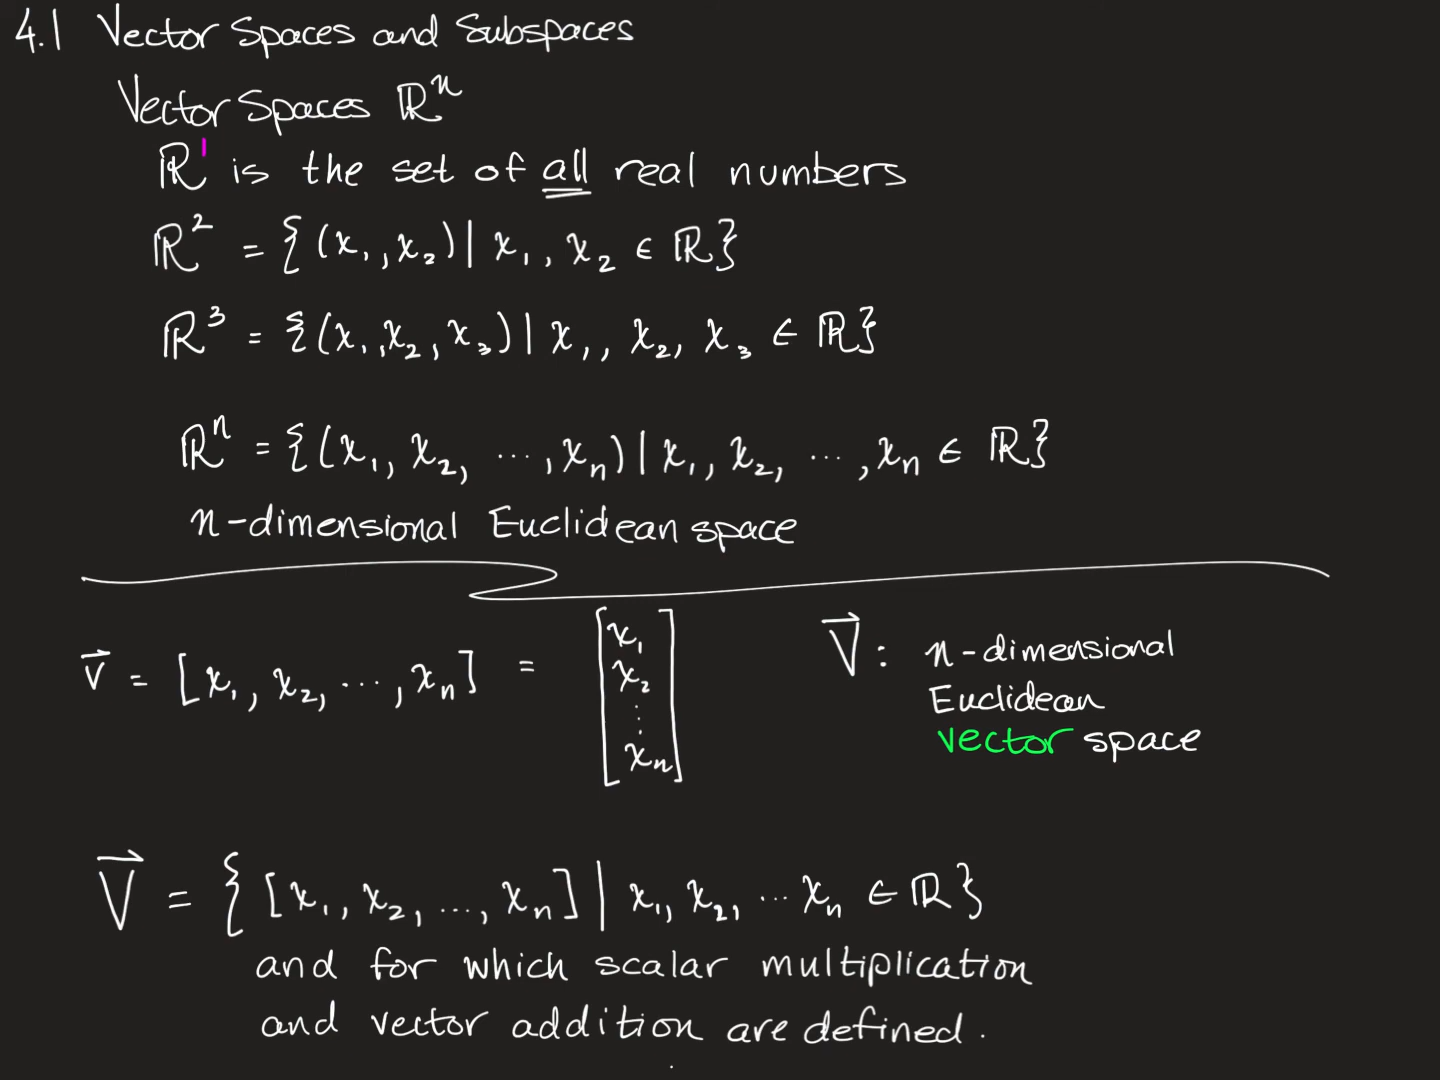 4.1 Vector Spaces and Subspaces
Vector Spaces ℝⁿ
ℝ¹ is the set of all real numbers
ℝ² = {(x₁, x₂) | x₁, x₂ ∈ ℝ}
ℝ³ = {(x₁, x₂, x₃) | x₁, x₂, x₃ ∈ ℝ}
ℝⁿ = {(x₁, x₂, ⋯, xₙ) | x₁, x₂, ⋯, xₙ ∈ ℝ}
n-dimensional Euclidean space
v⃗ = [x₁, x₂, ⋯, xₙ] = [x₁
x₂
⋮
xₙ]
V⃗ : n-dimensional
Euclidean
vector space
V⃗ = {[x₁, x₂, ..., xₙ] | x₁, x₂, ⋯ xₙ ∈ ℝ}
and for which scalar multiplication
and vector addition are defined.